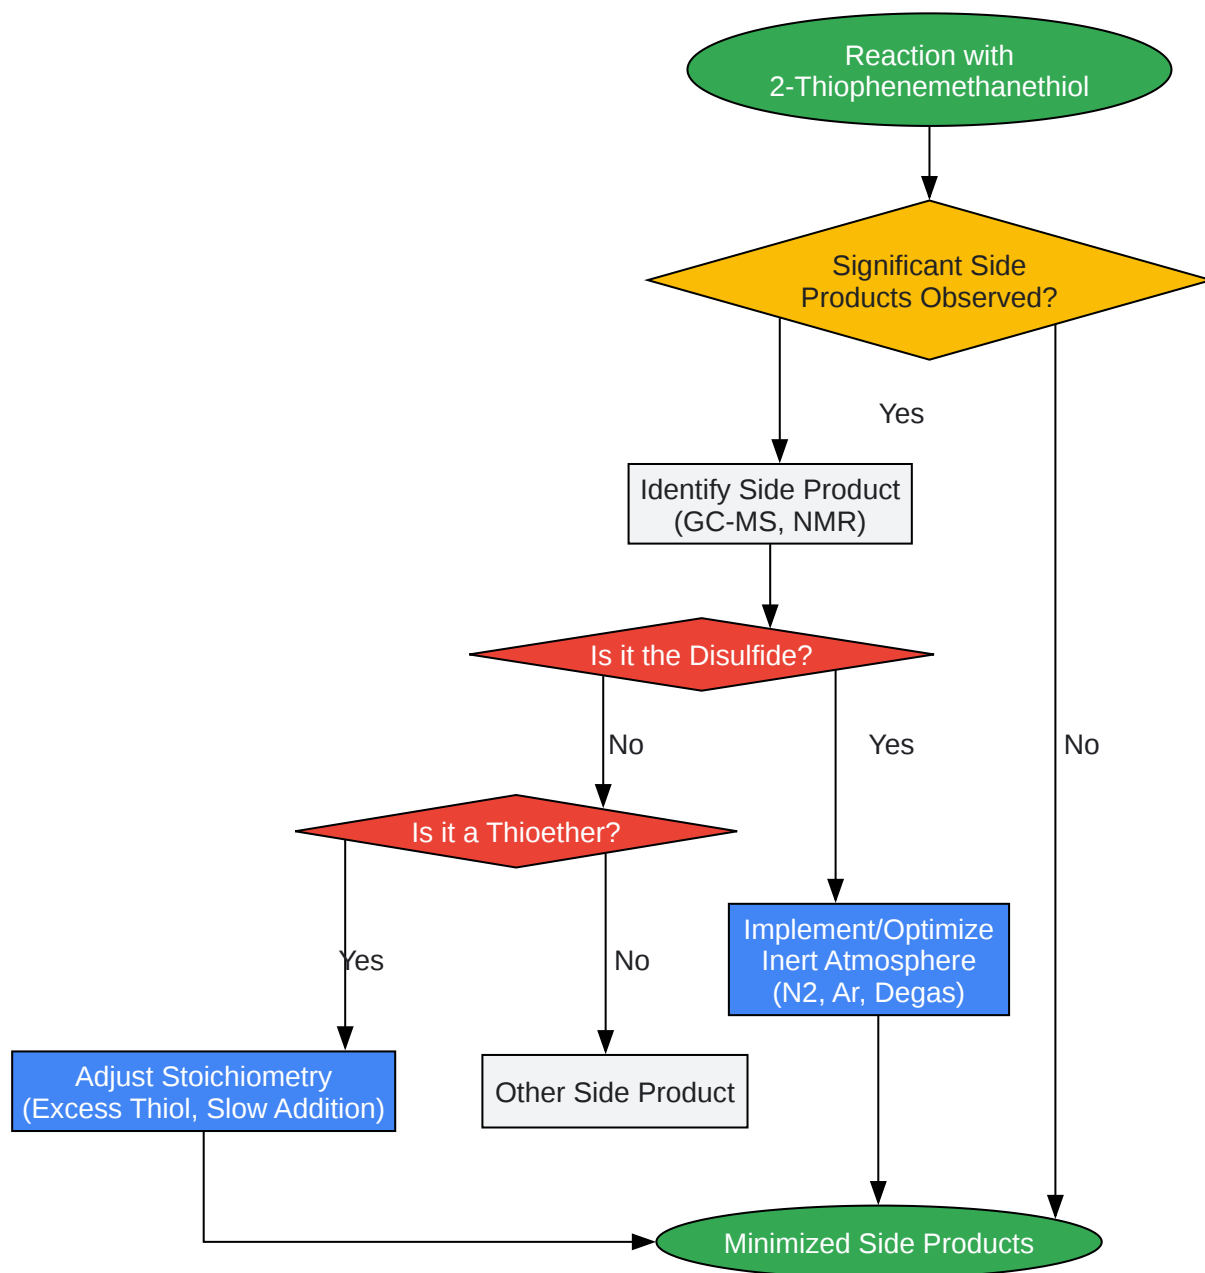 Reaction with
2-Thiophenemethanethiol
Significant Side
Products Observed?
Yes
Identify Side Product
(GC-MS, NMR)
Is it the Disulfide?
No
Yes
No
Is it a Thioether?
Implement/Optimize
Inert Atmosphere
(N2, Ar, Degas)
Yes
No
Adjust Stoichiometry
(Excess Thiol, Slow Addition)
Other Side Product
Minimized Side Products